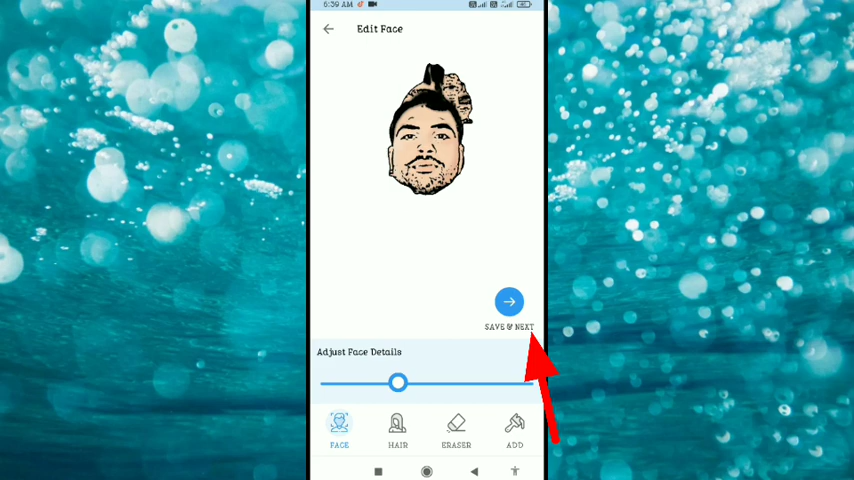 6:39 AM
Edit Face
SAVE & NEXT
Adjust Face Details
FACE
HAIR
ERASER
ADD